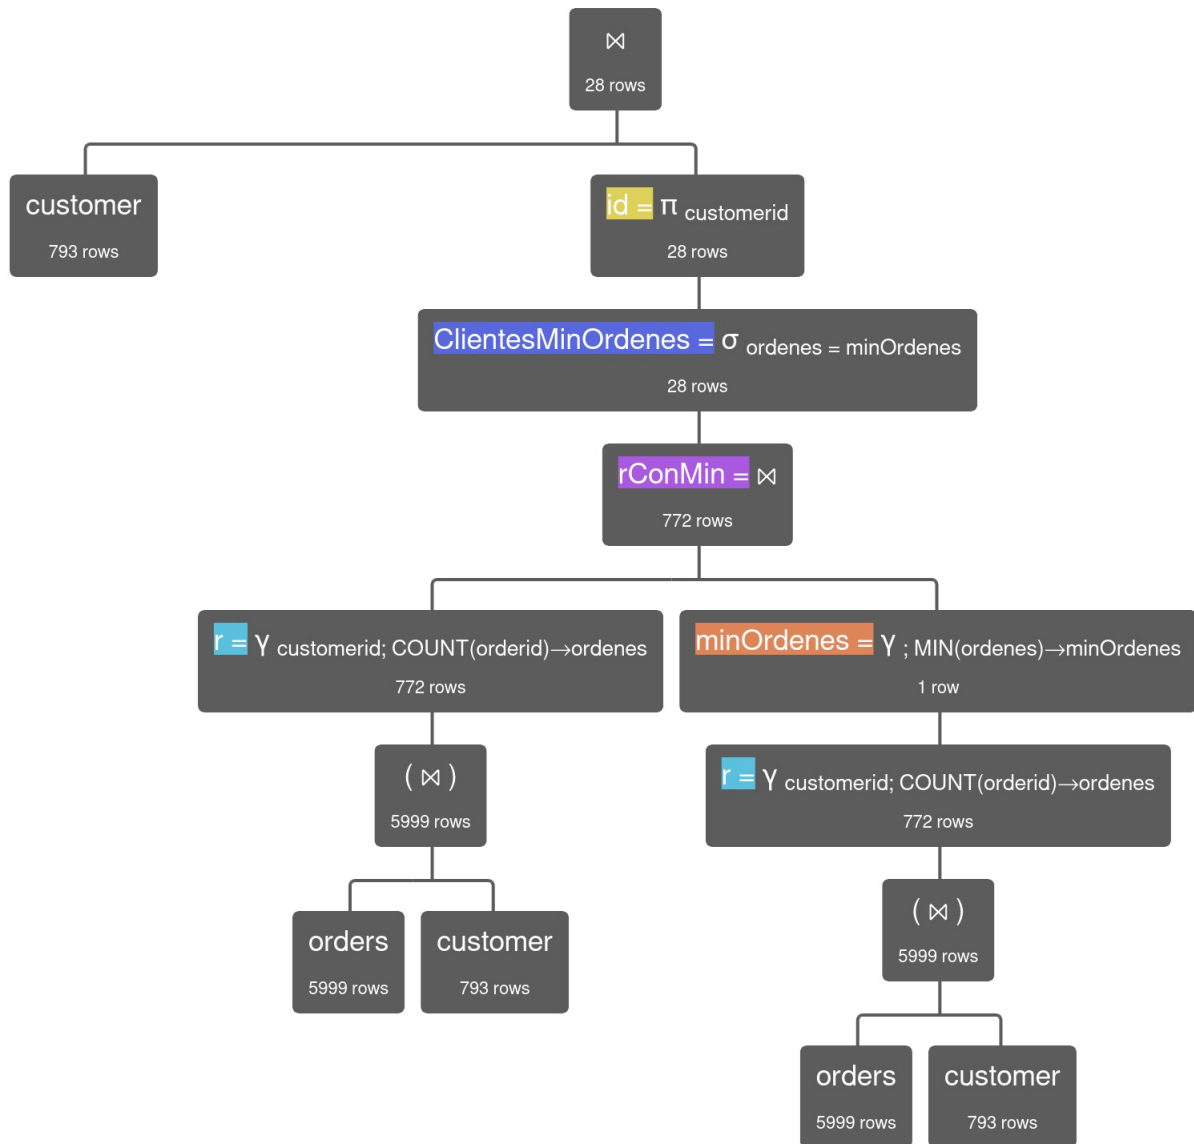 ⋈
28 rows
customer
793 rows
id = π customerid
28 rows
ClientesMinOrdenes = σ ordenes = minOrdenes
28 rows
rConMin = ⋈
772 rows
r = γ customerid; COUNT(orderid)→ordenes
772 rows
minOrdenes = γ ; MIN(ordenes)→minOrdenes
1 row
( ⋈ )
5999 rows
r = γ customerid; COUNT(orderid)→ordenes
772 rows
orders
5999 rows
customer
793 rows
( ⋈ )
5999 rows
orders
5999 rows
customer
793 rows